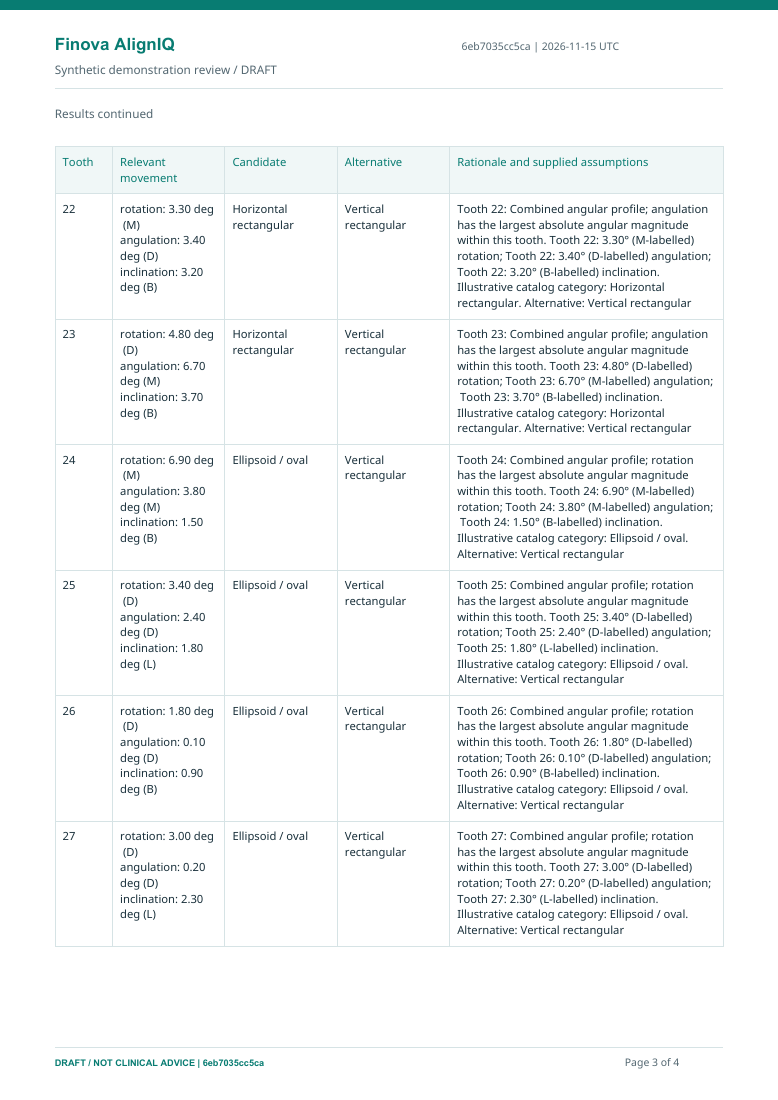 Finova AlignIQ
6eb7035cc5ca | 2026-11-15 UTC
Synthetic demonstration review / DRAFT
Results continued
Tooth
Relevant
movement
Candidate
Alternative
Rationale and supplied assumptions
22
rotation: 3.30 deg
(M)
angulation: 3.40
deg (D)
inclination: 3.20
deg (B)
Horizontal
rectangular
Vertical
rectangular
Tooth 22: Combined angular profile; angulation
has the largest absolute angular magnitude
within this tooth. Tooth 22: 3.30° (M-labelled)
rotation; Tooth 22: 3.40° (D-labelled) angulation;
Tooth 22: 3.20° (B-labelled) inclination.
Illustrative catalog category: Horizontal
rectangular. Alternative: Vertical rectangular
23
rotation: 4.80 deg
(D)
angulation: 6.70
deg (M)
inclination: 3.70
deg (B)
Horizontal
rectangular
Vertical
rectangular
Tooth 23: Combined angular profile; angulation
has the largest absolute angular magnitude
within this tooth. Tooth 23: 4.80° (D-labelled)
rotation; Tooth 23: 6.70° (M-labelled) angulation;
Tooth 23: 3.70° (B-labelled) inclination.
Illustrative catalog category: Horizontal
rectangular. Alternative: Vertical rectangular
24
rotation: 6.90 deg
(M)
angulation: 3.80
deg (M)
inclination: 1.50
deg (B)
Ellipsoid / oval
Vertical
rectangular
Tooth 24: Combined angular profile; rotation
has the largest absolute angular magnitude
within this tooth. Tooth 24: 6.90° (M-labelled)
rotation; Tooth 24: 3.80° (M-labelled) angulation;
Tooth 24: 1.50° (B-labelled) inclination.
Illustrative catalog category: Ellipsoid / oval.
Alternative: Vertical rectangular
25
rotation: 3.40 deg
(D)
angulation: 2.40
deg (D)
inclination: 1.80
deg (L)
Ellipsoid / oval
Vertical
rectangular
Tooth 25: Combined angular profile; rotation
has the largest absolute angular magnitude
within this tooth. Tooth 25: 3.40° (D-labelled)
rotation; Tooth 25: 2.40° (D-labelled) angulation;
Tooth 25: 1.80° (L-labelled) inclination.
Illustrative catalog category: Ellipsoid / oval.
Alternative: Vertical rectangular
26
rotation: 1.80 deg
(D)
angulation: 0.10
deg (D)
inclination: 0.90
deg (B)
Ellipsoid / oval
Vertical
rectangular
Tooth 26: Combined angular profile; rotation
has the largest absolute angular magnitude
within this tooth. Tooth 26: 1.80° (D-labelled)
rotation; Tooth 26: 0.10° (D-labelled) angulation;
Tooth 26: 0.90° (B-labelled) inclination.
Illustrative catalog category: Ellipsoid / oval.
Alternative: Vertical rectangular
27
rotation: 3.00 deg
(D)
angulation: 0.20
deg (D)
inclination: 2.30
deg (L)
Ellipsoid / oval
Vertical
rectangular
Tooth 27: Combined angular profile; rotation
has the largest absolute angular magnitude
within this tooth. Tooth 27: 3.00° (D-labelled)
rotation; Tooth 27: 0.20° (D-labelled) angulation;
Tooth 27: 2.30° (L-labelled) inclination.
Illustrative catalog category: Ellipsoid / oval.
Alternative: Vertical rectangular
DRAFT / NOT CLINICAL ADVICE | 6eb7035cc5ca
Page 3 of 4